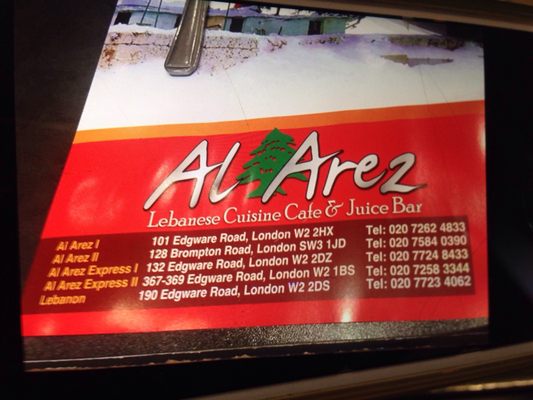 Al Arez
Lebanese Cuisine Cafe & Juice Bar
Al Arez I 101 Edgware Road, London W2 2HX Tel: 020 7262 4833
Al Arez II 128 Brompton Road, London SW3 1JD Tel: 020 7584 0390
Al Arez Express I 132 Edgware Road, London W2 2DZ Tel: 020 7724 8433
Al Arez Express II 367-369 Edgware Road, London W2 1BS Tel: 020 7258 3344
Lebanon 190 Edgware Road, London W2 2DS Tel: 020 7723 4062